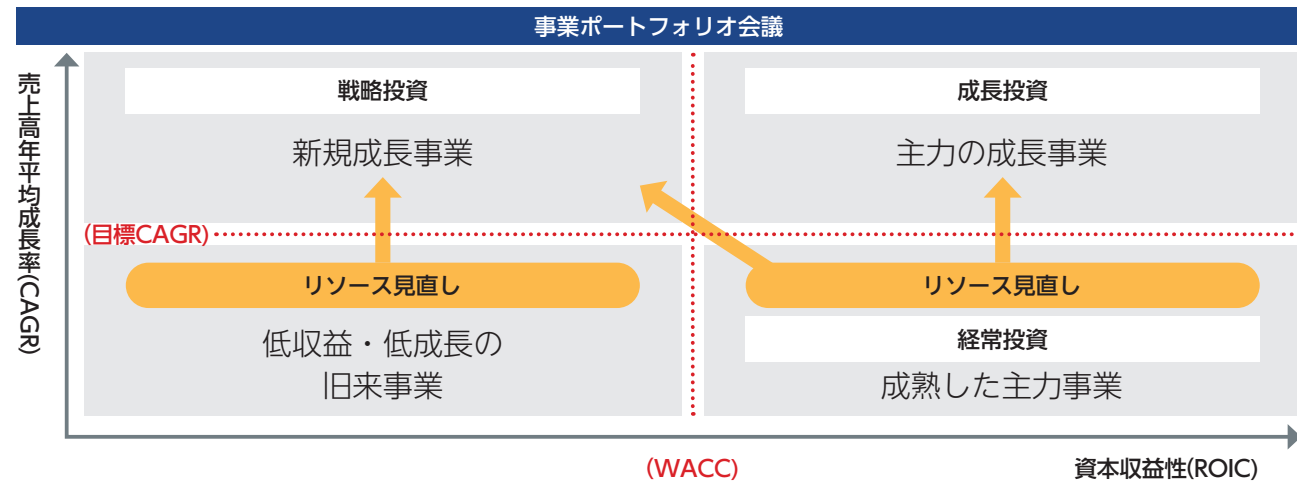 事業ポートフォリオ会議
売上高年平均成長率(CAGR)
戦略投資
新規成長事業
成長投資
主力の成長事業
(目標CAGR)
リソース見直し
低収益・低成長の
旧来事業
リソース見直し
経常投資
成熟した主力事業
(WACC)
資本収益性(ROIC)